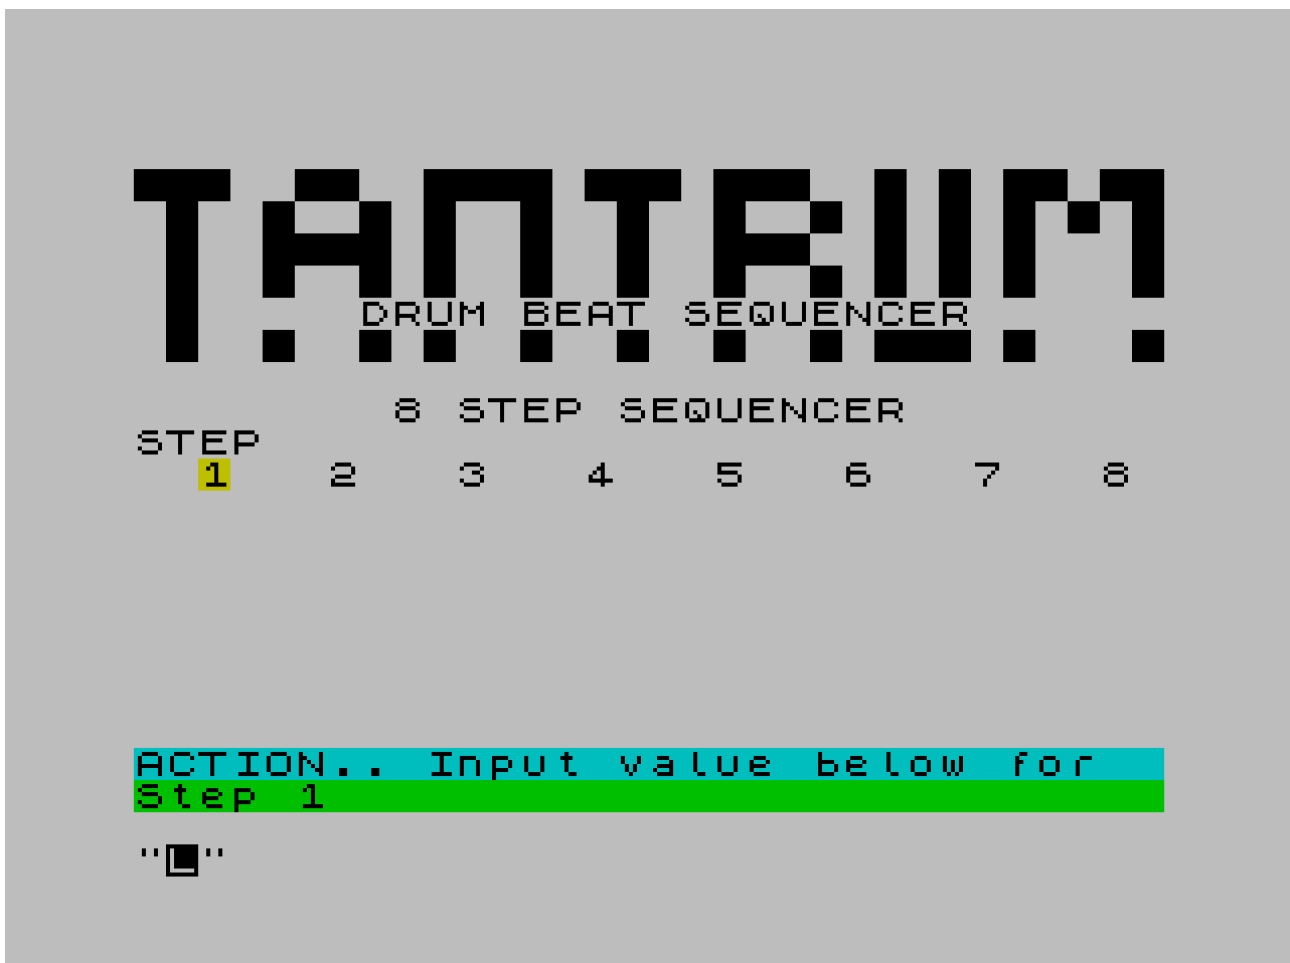 TANTRUM
DRUM BEAT SEQUENCER
8 STEP SEQUENCER
STEP
1 2 3 4 5 6 7 8
ACTION.. Input value below for
Step 1
"L"